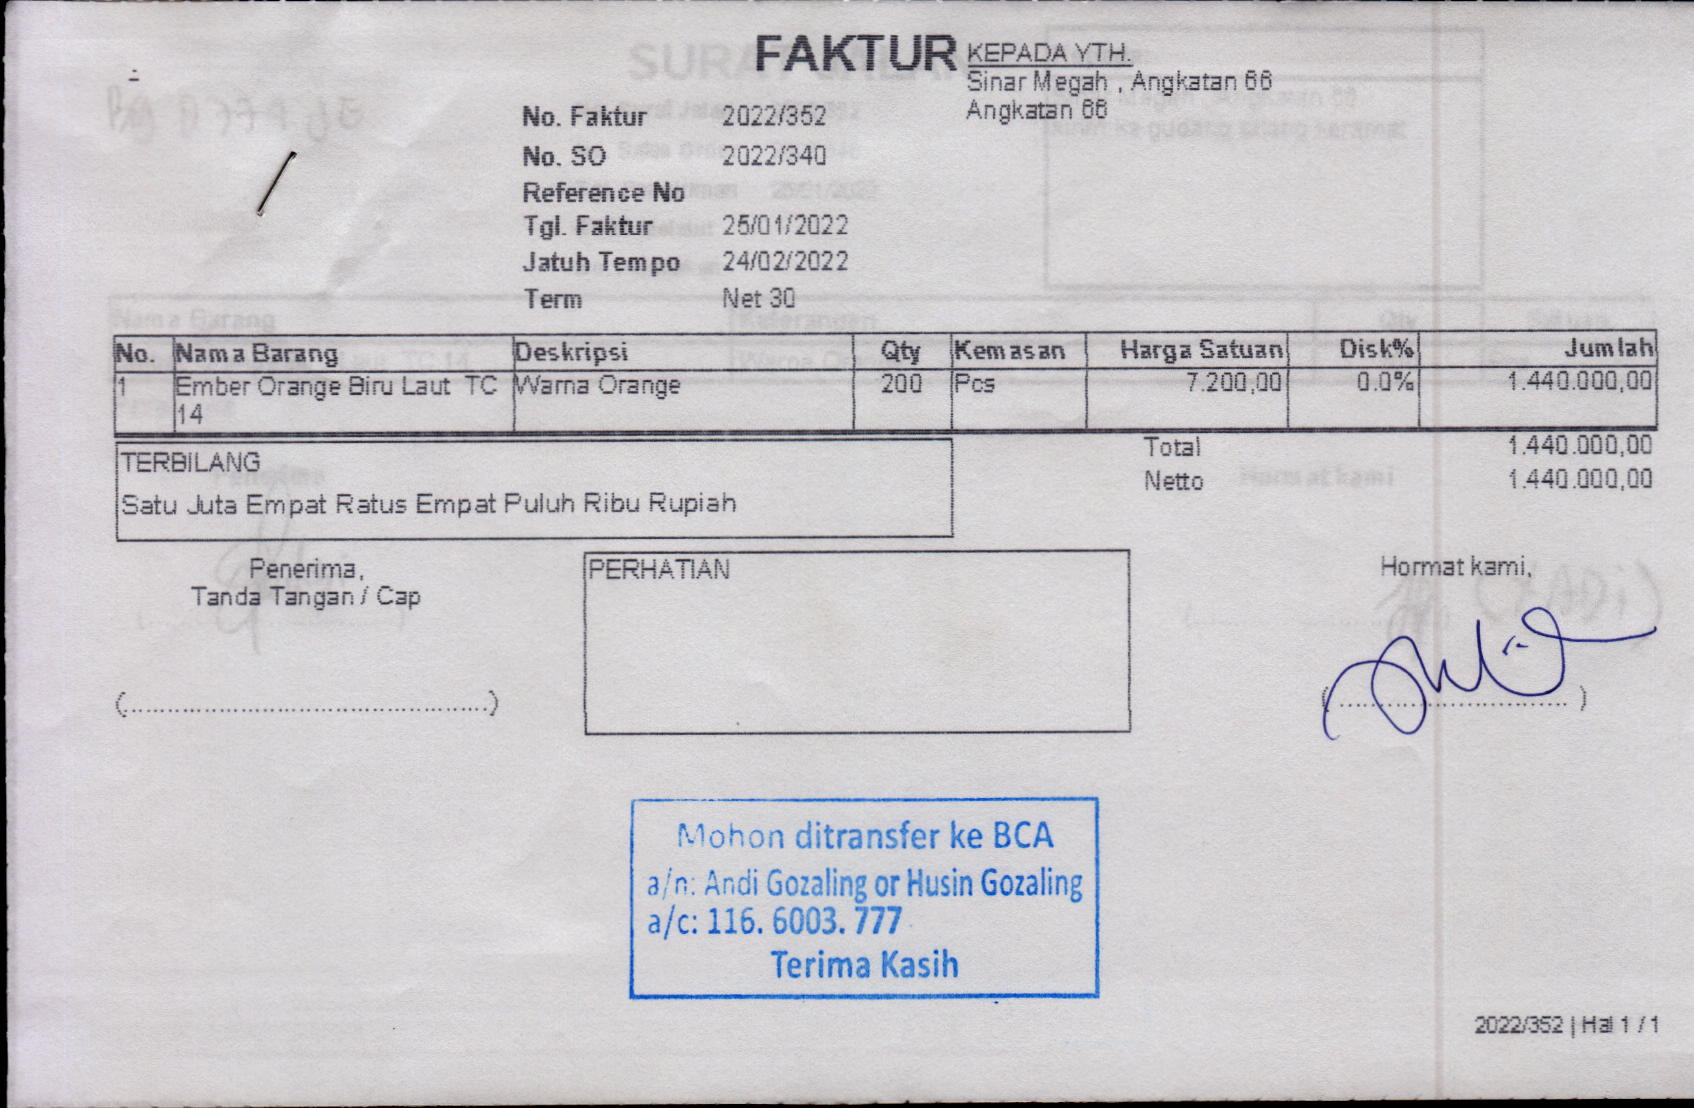 FAKTUR
KEPADA YTH.
Sinar Megah , Angkatan 66
Angkatan 66
No. Faktur 2022/352
No. SO 2022/340
Reference No
Tgl. Faktur 25/01/2022
Jatuh Tempo 24/02/2022
Term Net 30
No. Nama Barang Deskripsi Qty Kemasan Harga Satuan Disk% Jumlah
1 Ember Orange Biru Laut TC Warna Orange 200 Pcs 7.200,00 0.0% 1.440.000,00
14
Total 1.440.000,00
Netto 1.440.000,00
TERBILANG
Satu Juta Empat Ratus Empat Puluh Ribu Rupiah
Penerima,
Tanda Tangan / Cap
(................................................)
PERHATIAN
Hormat kami,
(..............................)
Mohon ditransfer ke BCA
a/n: Andi Gozaling or Husin Gozaling
a/c: 116. 6003. 777
Terima Kasih
2022/352 | Hal 1 / 1